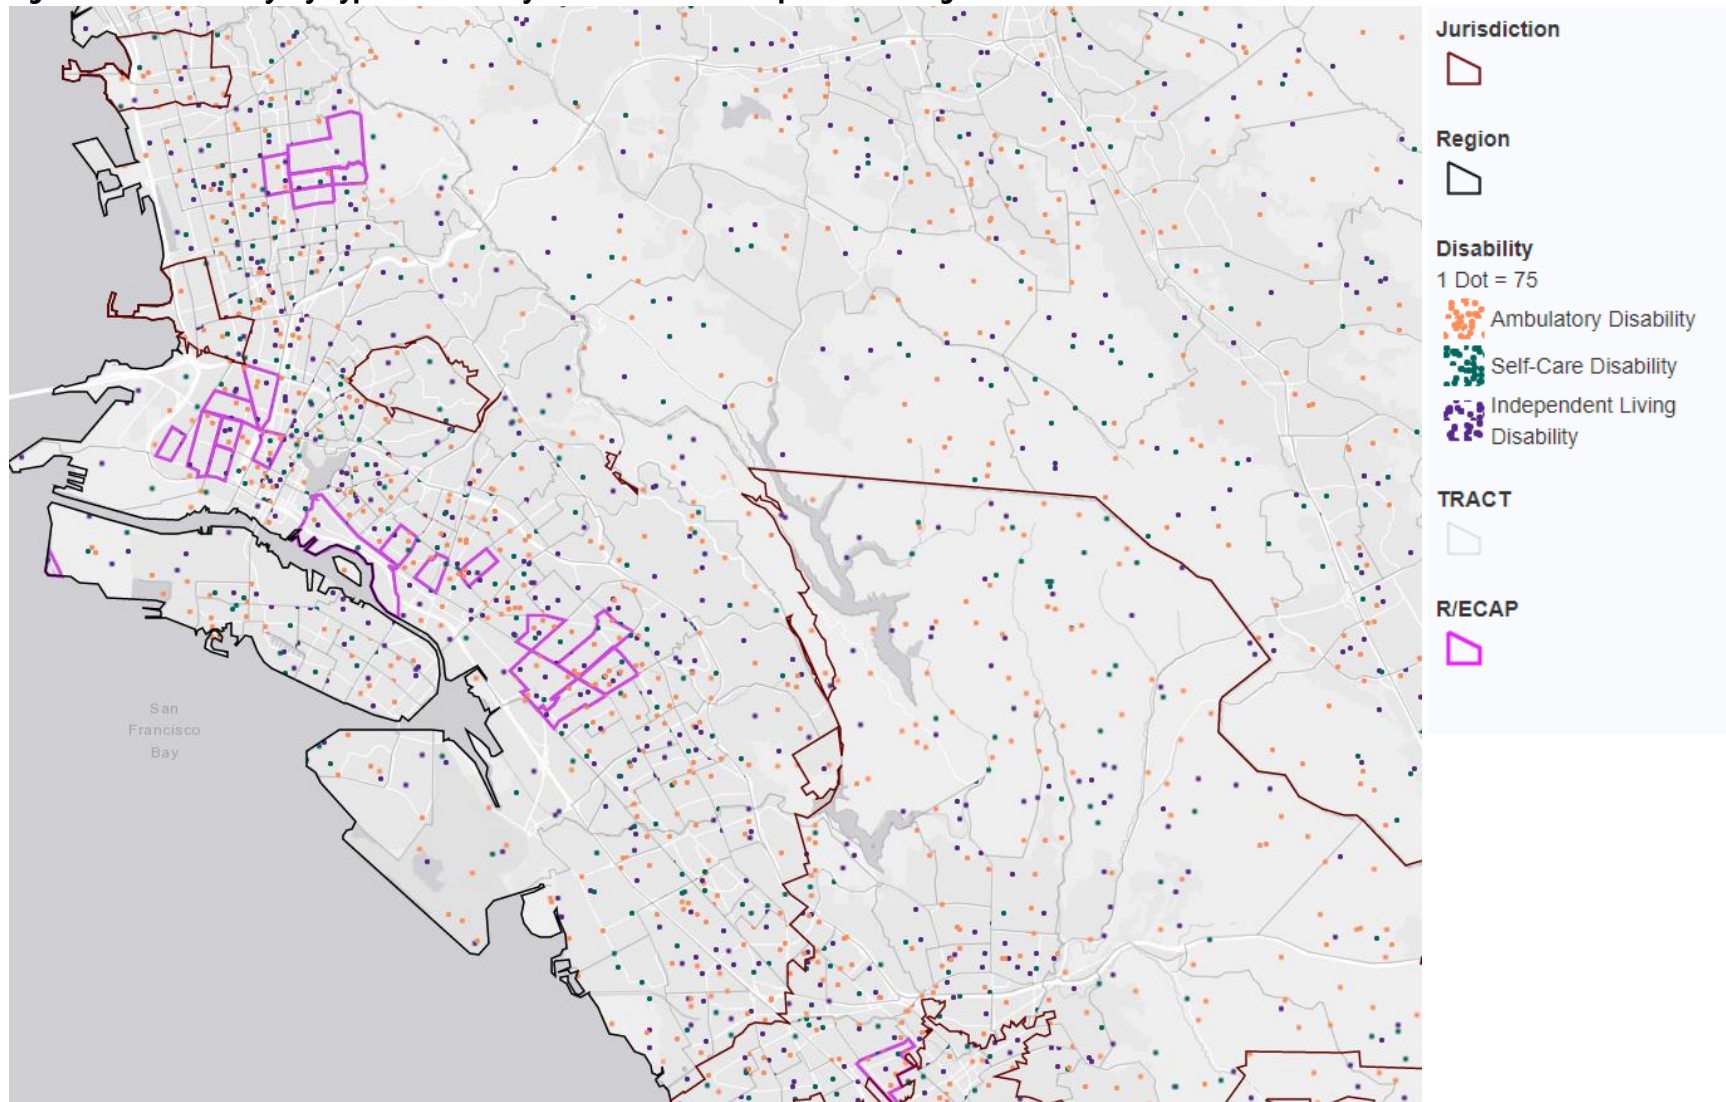 Jurisdiction
Region
Disability
1 Dot = 75
Ambulatory Disability
Self-Care Disability
Independent Living
Disability
TRACT
R/ECAP
San
Francisco
Bay